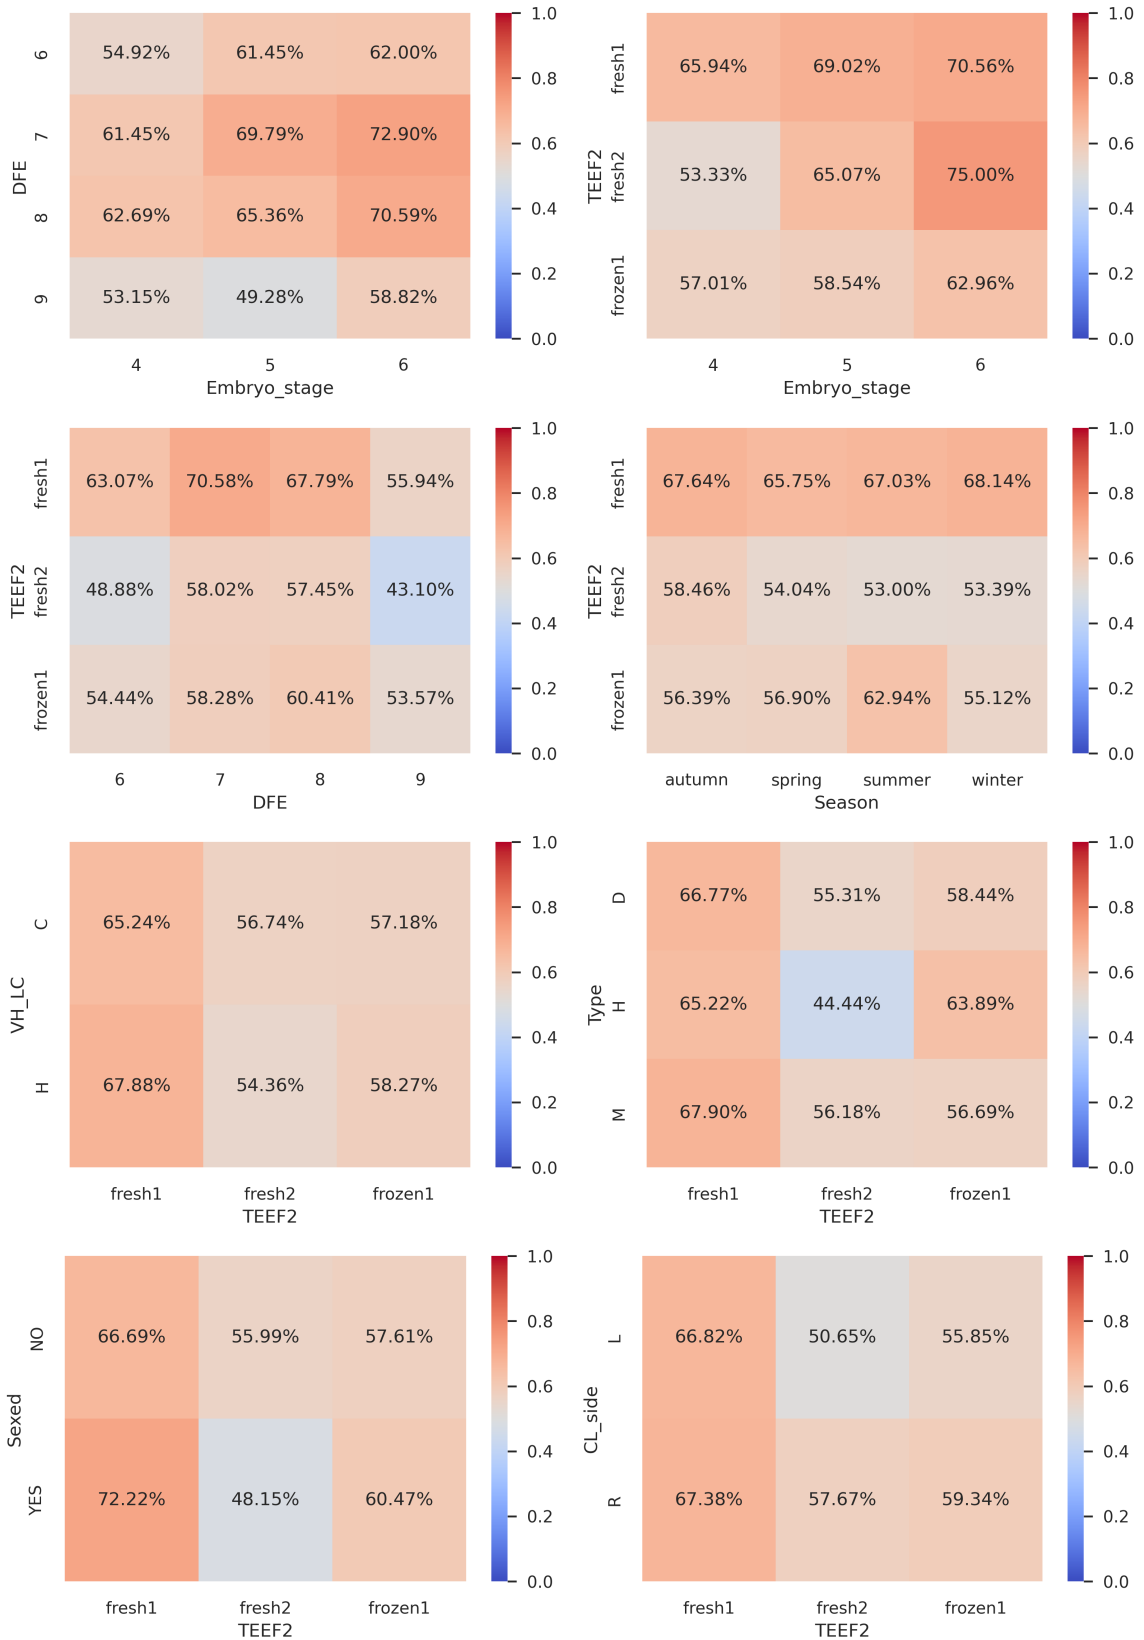 6 54.92% 61.45% 62.00%
7 61.45% 69.79% 72.90%
8 62.69% 65.36% 70.59%
9 53.15% 49.28% 58.82%
DFE
4 5 6
Embryo_stage
1.0
0.8
0.6
0.4
0.2
0.0
fresh1 65.94% 69.02% 70.56%
fresh2 53.33% 65.07% 75.00%
frozen1 57.01% 58.54% 62.96%
TEEF2
4 5 6
Embryo_stage
1.0
0.8
0.6
0.4
0.2
0.0
fresh1 63.07% 70.58% 67.79% 55.94%
fresh2 48.88% 58.02% 57.45% 43.10%
frozen1 54.44% 58.28% 60.41% 53.57%
TEEF2
6 7 8 9
DFE
1.0
0.8
0.6
0.4
0.2
0.0
fresh1 67.64% 65.75% 67.03% 68.14%
fresh2 58.46% 54.04% 53.00% 53.39%
frozen1 56.39% 56.90% 62.94% 55.12%
TEEF2
autumn spring summer winter
Season
1.0
0.8
0.6
0.4
0.2
0.0
C 65.24% 56.74% 57.18%
H 67.88% 54.36% 58.27%
VH_LC
fresh1 fresh2 frozen1
TEEF2
1.0
0.8
0.6
0.4
0.2
0.0
D 66.77% 55.31% 58.44%
H 65.22% 44.44% 63.89%
M 67.90% 56.18% 56.69%
Type
fresh1 fresh2 frozen1
TEEF2
1.0
0.8
0.6
0.4
0.2
0.0
NO 66.69% 55.99% 57.61%
YES 72.22% 48.15% 60.47%
Sexed
fresh1 fresh2 frozen1
TEEF2
1.0
0.8
0.6
0.4
0.2
0.0
L 66.82% 50.65% 55.85%
R 67.38% 57.67% 59.34%
CL_side
fresh1 fresh2 frozen1
TEEF2
1.0
0.8
0.6
0.4
0.2
0.0